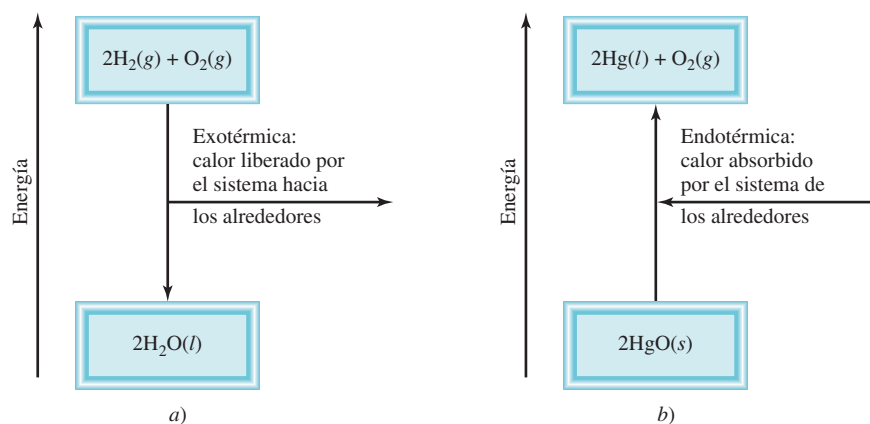 Energía
2H₂(g) + O₂(g)
Exotérmica:
calor liberado por
el sistema hacia
los alrededores
2H₂O(l)
a)
Energía
2Hg(l) + O₂(g)
Endotérmica:
calor absorbido
por el sistema de
los alrededores
2HgO(s)
b)